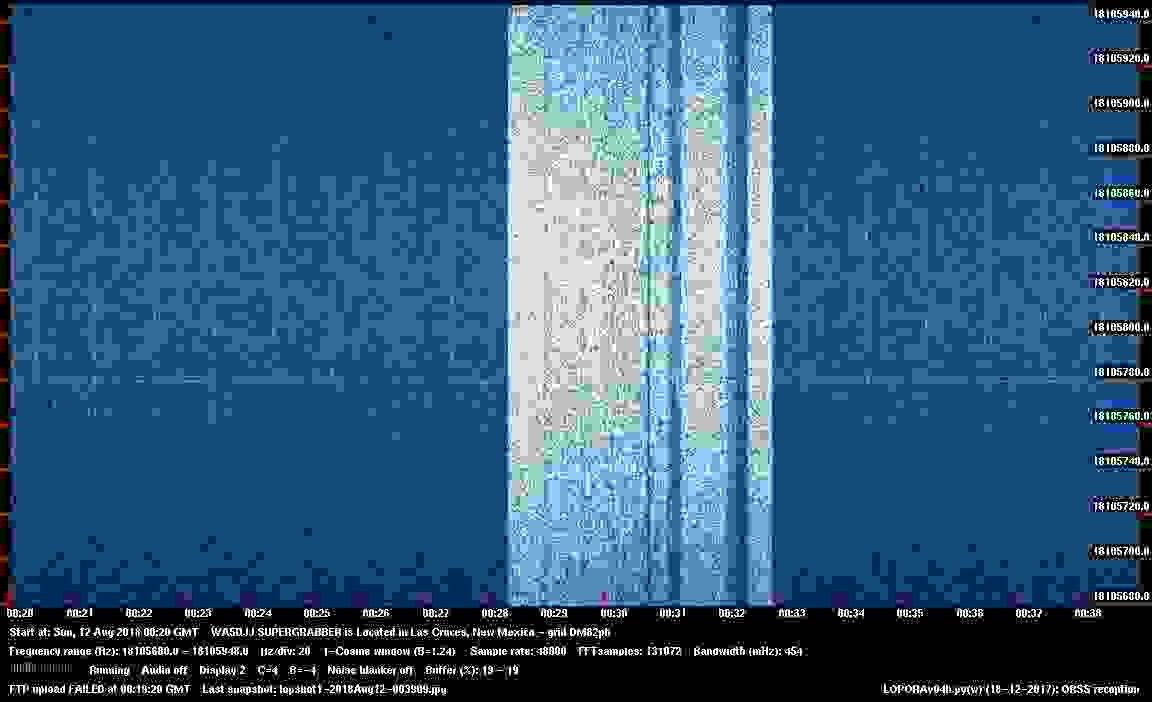 18105940.0
18105920.0
18105900.0
18105880.0
18105860.0
18105840.0
18105820.0
18105800.0
18105780.0
18105760.0
18105740.0
18105720.0
18105700.0
18105680.0
00:20 00:21 00:22 00:23 00:24 00:25 00:26 00:27 00:28 00:29 00:30 00:31 00:32 00:33 00:34 00:35 00:36 00:37 00:38
Start at: Sun, 12 Aug 2018 00:20 GMT WA5DJJ SUPERGRABBER is Located in Las Cruces, New Mexico - grid
Frequency range (Hz): 18105680.0 - 18105948.0 Hz/div: 20 T-Cosine window (B=1.24) Sample rate: 48000 FFTsamples: 131072 Bandwidth (mHz): 454
Running Audio off Display 2 C=4 B=-4 Noise blanker off Buffer (%): 19 - 19
FTP upload FAILED at 00:19:20 GMT Last snapshot: lopshot1-2018Aug12-003909.jpg
LOPORAv04h.py(w) (18-12-2017): QRSS reception